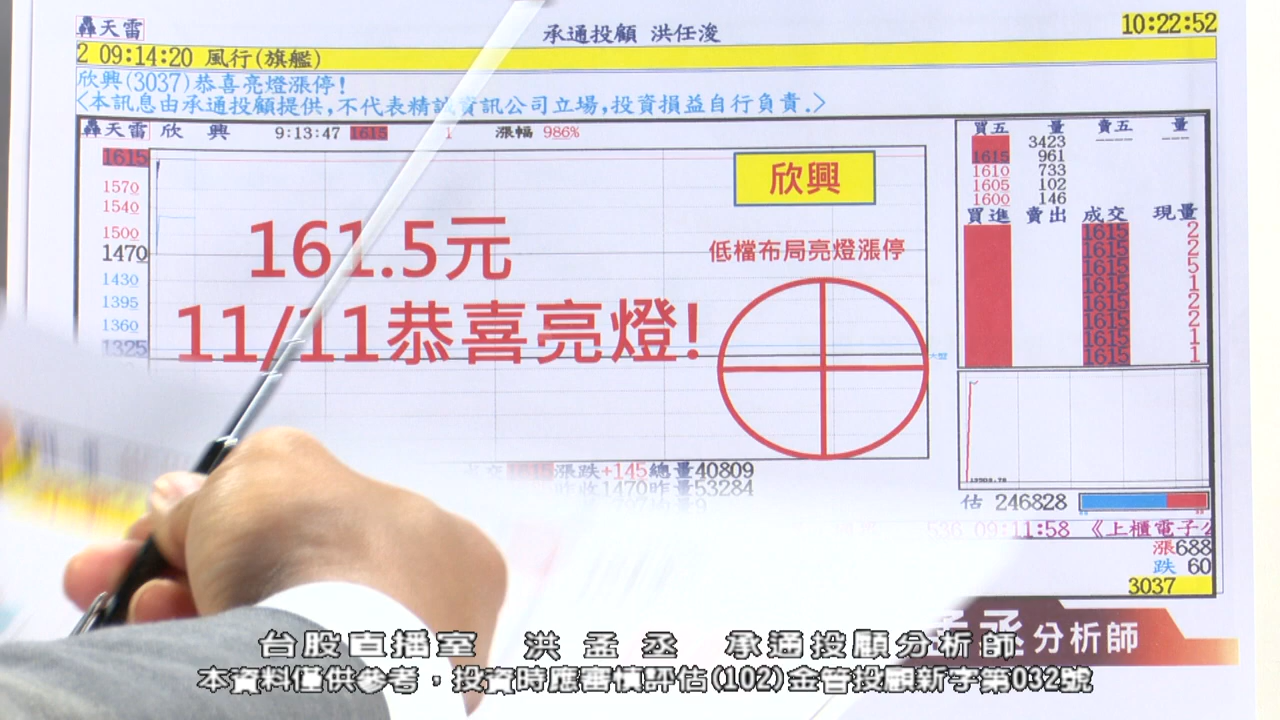 轟天雷
承通投顧 洪任浚
10:22:52
2 09:14:20 風行(旗艦)
欣興(3037)恭喜亮燈漲停!
<本訊息由承通投顧提供,不代表精誠資訊公司立場,投資損益自行負責.>
轟天雷 欣 興 9:13:47 1615 1 漲幅 986%
買五 量 賣五 量
3423 ---- ---
1615 961
1610 733
1605 102
1600 146
買進 賣出 成交 現量
1615 2
1615 2
1615 5
1615 1
1615 2
1615 2
1615 1
1615 1
1615
1570
1540
1500
1470
1430
1395
1360
1325
欣興
161.5元
低檔布局亮燈漲停
11/11恭喜亮燈!
大盤
漲跌+145總量40809
昨收1470昨量53284
估 246828
09:11:58 《上櫃電子
漲688
跌 60
3037
分析師
台股直播室 洪孟丞 承通投顧分析師
本資料僅供參考,投資時應審慎評估(102)金管投顧新字第032號